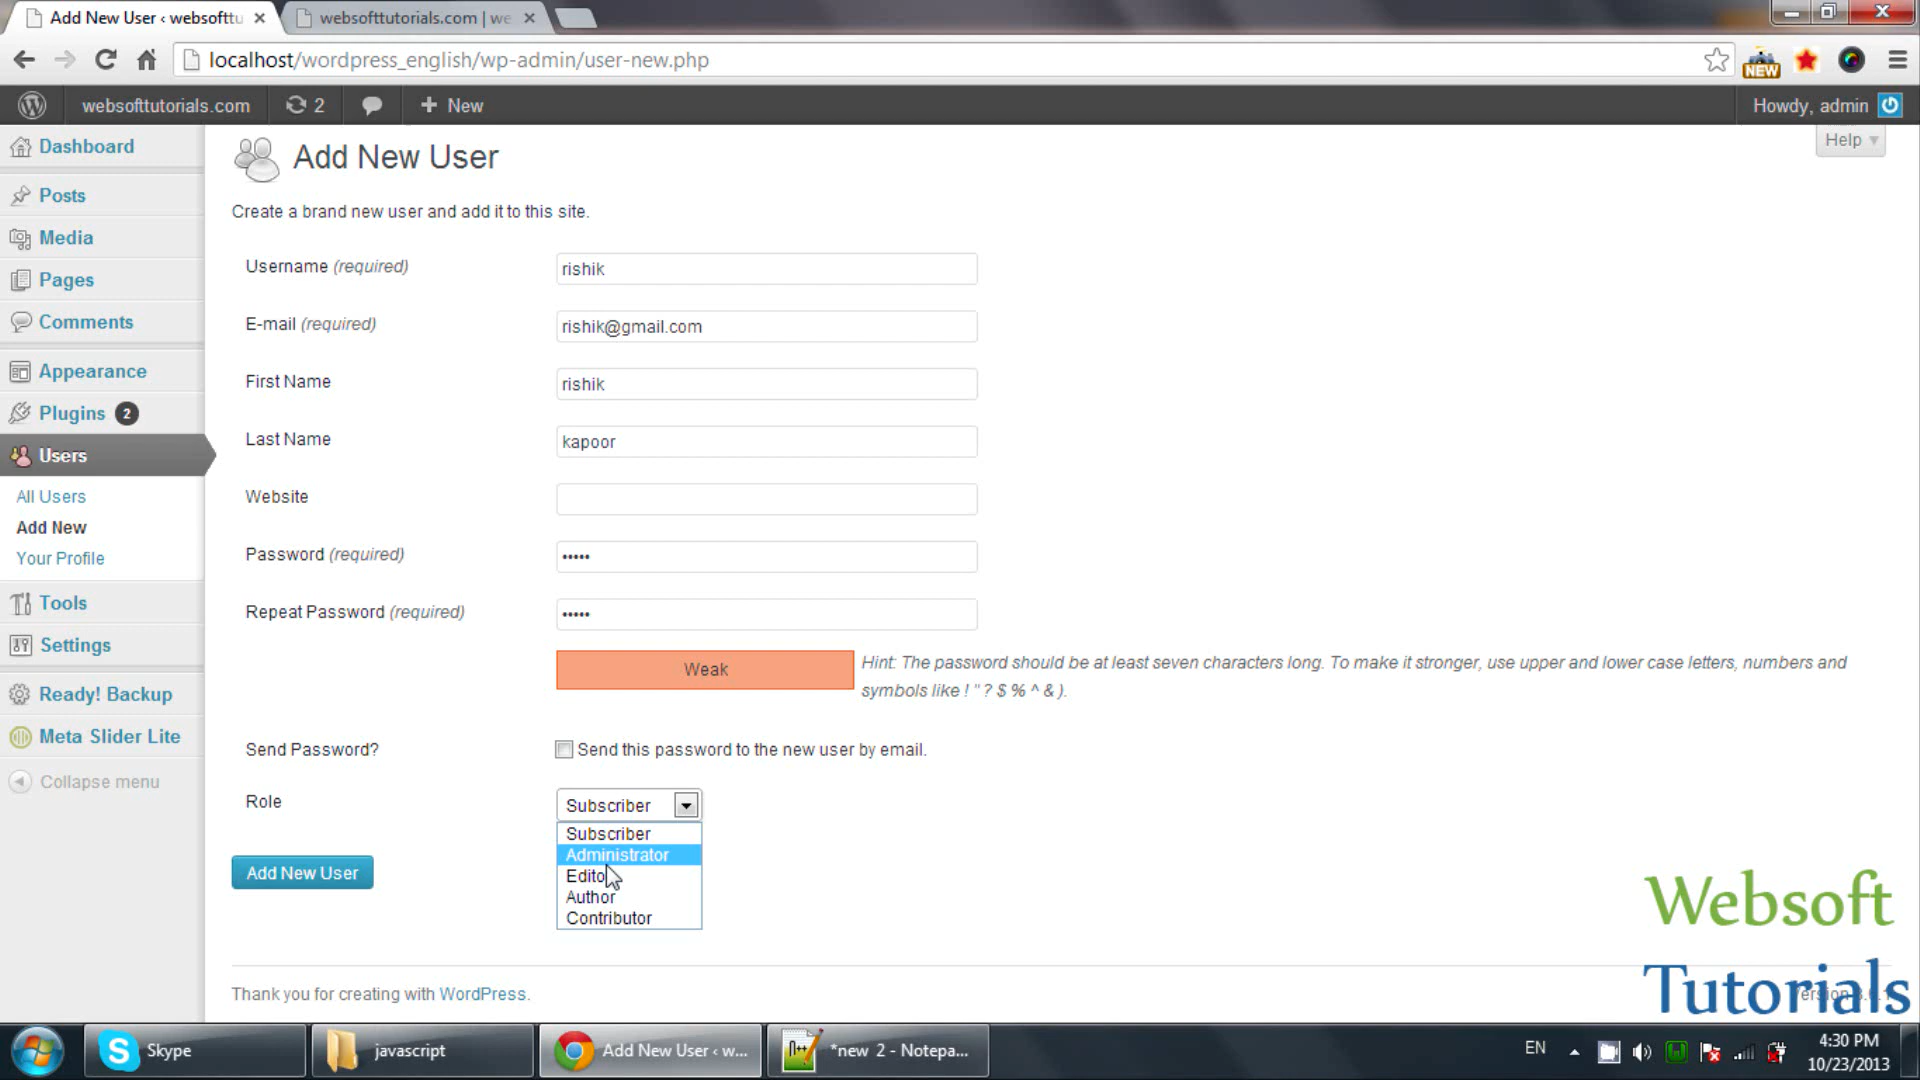 Add New User ‹ websofttu
websofttutorials.com | we
localhost/wordpress_english/wp-admin/user-new.php
NEW
websofttutorials.com 2 + New Howdy, admin
Help
Dashboard
Posts
Media
Pages
Comments
Appearance
Plugins 2
Users
All Users
Add New
Your Profile
Tools
Settings
Ready! Backup
Meta Slider Lite
Collapse menu
Add New User
Create a brand new user and add it to this site.
Username (required) rishik
E-mail (required) rishik@gmail.com
First Name rishik
Last Name kapoor
Website
Password (required) •••••
Repeat Password (required) •••••
Weak
Hint: The password should be at least seven characters long. To make it stronger, use upper and lower case letters, numbers and
symbols like ! " ? $ % ^ & ).
Send Password? Send this password to the new user by email.
Role Subscriber
Subscriber
Administrator
Edito
Author
Contributor
Add New User
Thank you for creating with WordPress.
Websoft
Tutorials
Skype
javascript
Add New User ‹ w...
*new 2 - Notepa...
EN
4:30 PM
10/23/2013